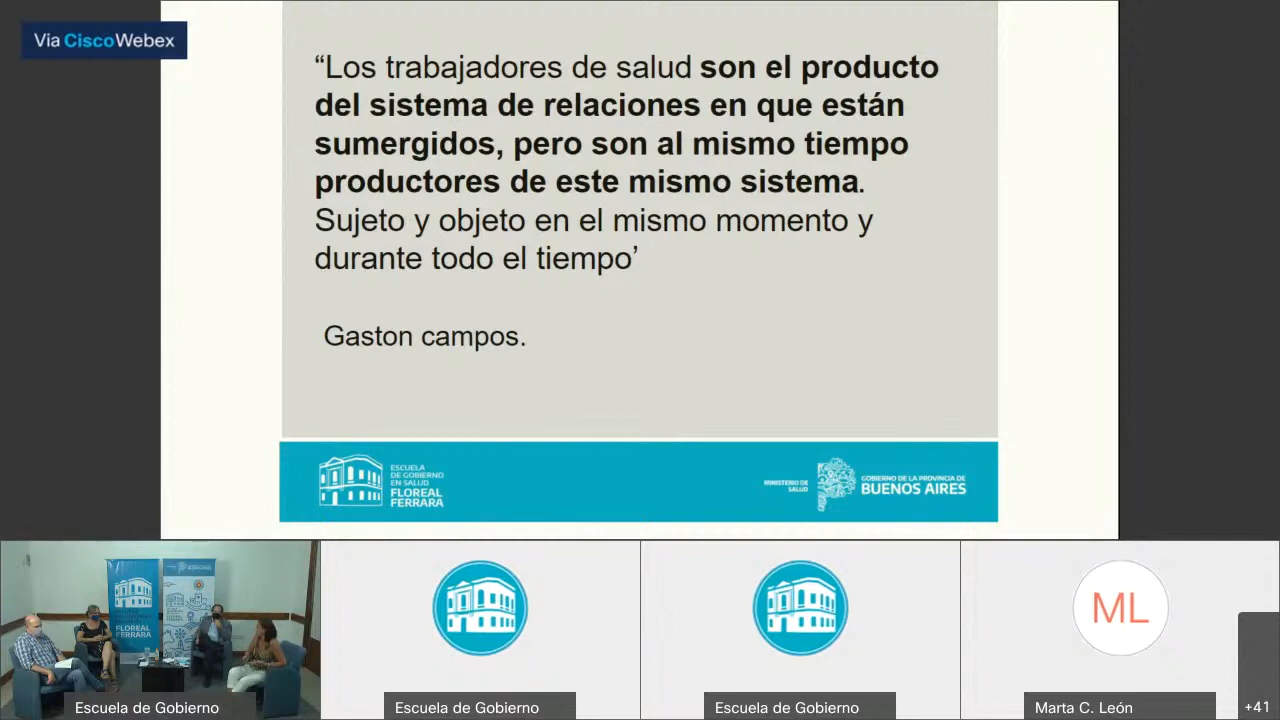 Vía CiscoWebex
“Los trabajadores de salud son el producto
del sistema de relaciones en que están
sumergidos, pero son al mismo tiempo
productores de este mismo sistema.
Sujeto y objeto en el mismo momento y
durante todo el tiempo’
Gaston campos.
ESCUELA
DE GOBIERNO
EN SALUD
FLOREAL
FERRARA
MINISTERIO DE
SALUD
GOBIERNO DE LA PROVINCIA DE
BUENOS AIRES
FLOREAL
FERRARA
Escuela de Gobierno
Escuela de Gobierno
Escuela de Gobierno
ML
Marta C. León
+41